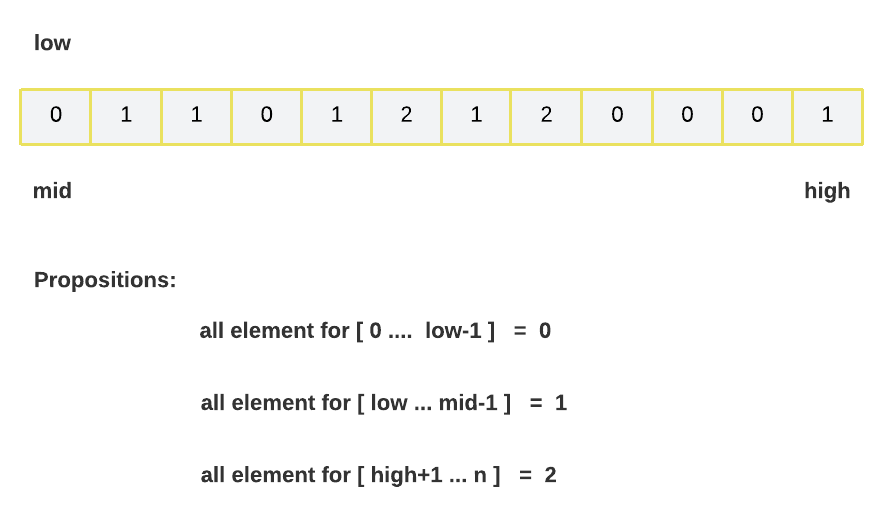 low
0 1 1 0 1 2 1 2 0 0 0 1
mid high
Propositions:
all element for [ 0 .... low-1 ] = 0
all element for [ low ... mid-1 ] = 1
all element for [ high+1 ... n ] = 2